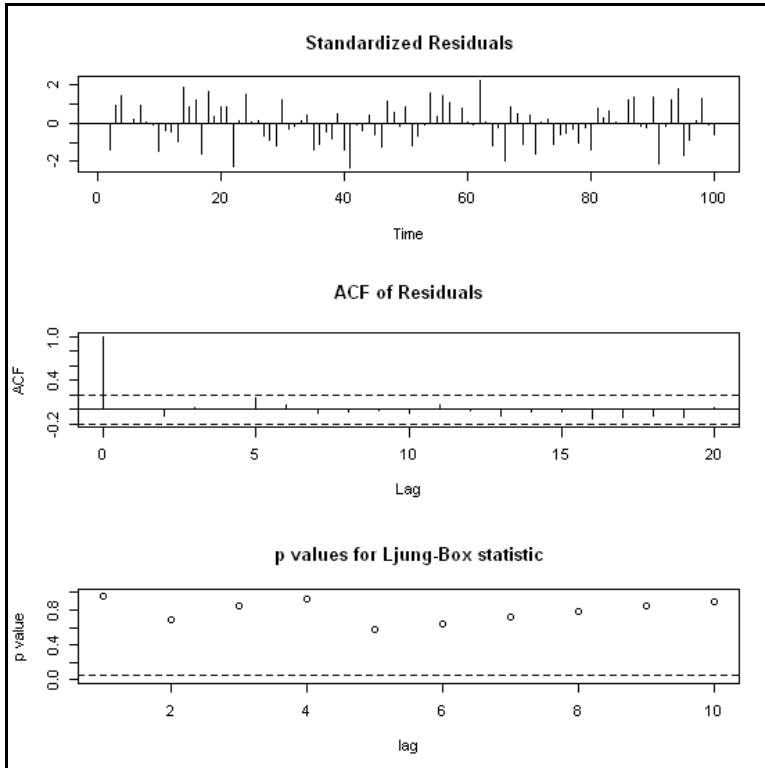 Standardized Residuals
2
0
-2
0 20 40 60 80 100
Time
ACF of Residuals
ACF
1.0
0.4
-0.2
0 5 10 15 20
Lag
p values for Ljung-Box statistic
p value
0.8
0.4
0.0
2 4 6 8 10
lag